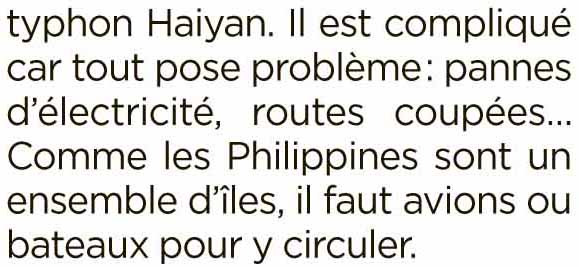 typhon Haiyan. Il est compliqué
car tout pose problème : pannes
d’électricité, routes coupées...
Comme les Philippines sont un
ensemble d’îles, il faut avions ou
bateaux pour y circuler.